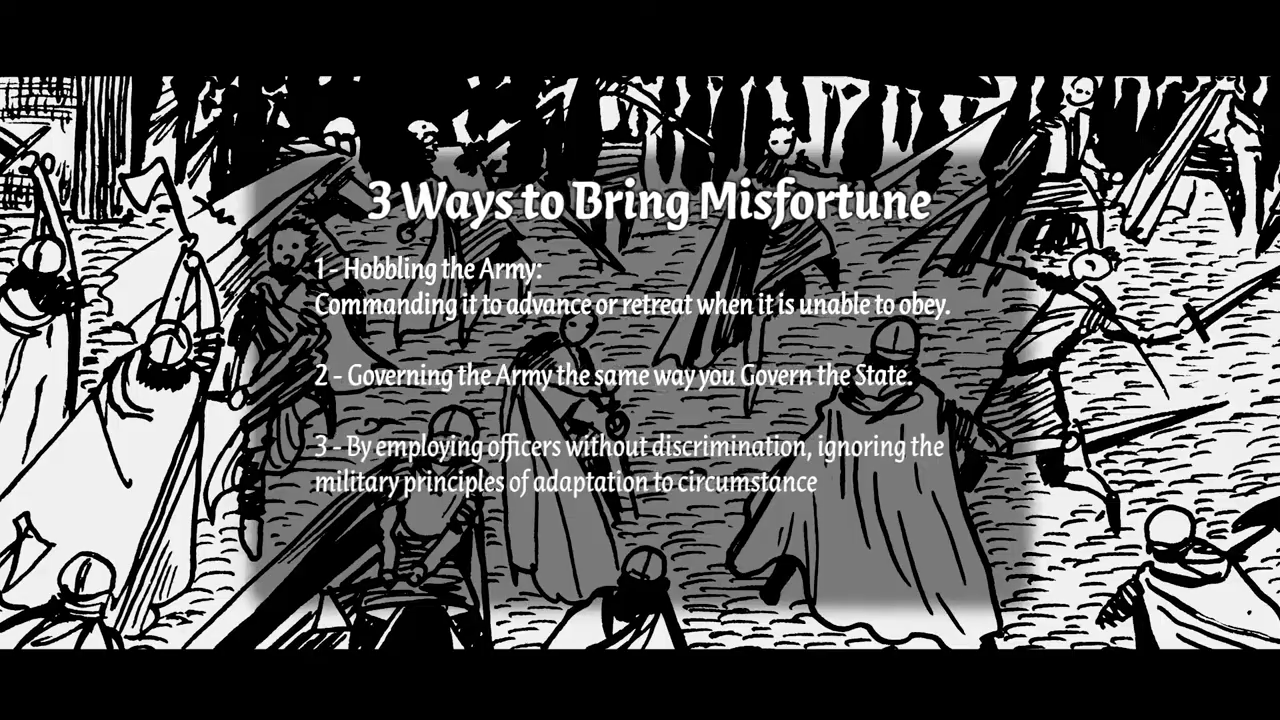 3 Ways to Bring Misfortune
1 - Hobbling the Army:
Commanding it to advance or retreat when it is unable to obey.
2 - Governing the Army the same way you Govern the State.
3 - By employing officers without discrimination, ignoring the
military principles of adaptation to circumstance